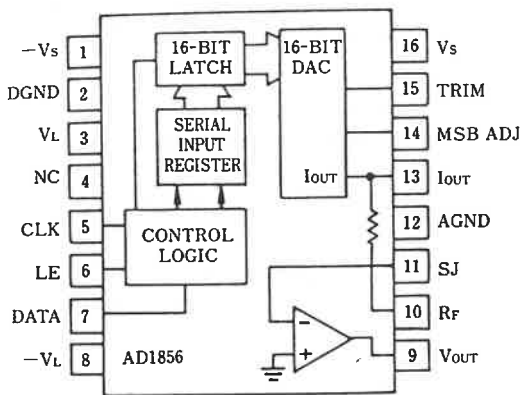 −Vs 1
DGND 2
VL 3
NC 4
CLK 5
LE 6
DATA 7
−VL 8
16-BIT
LATCH
16-BIT
DAC
SERIAL
INPUT
REGISTER
IOUT
CONTROL
LOGIC
−
+
AD1856
16 Vs
15 TRIM
14 MSB ADJ
13 IOUT
12 AGND
11 SJ
10 RF
9 VOUT